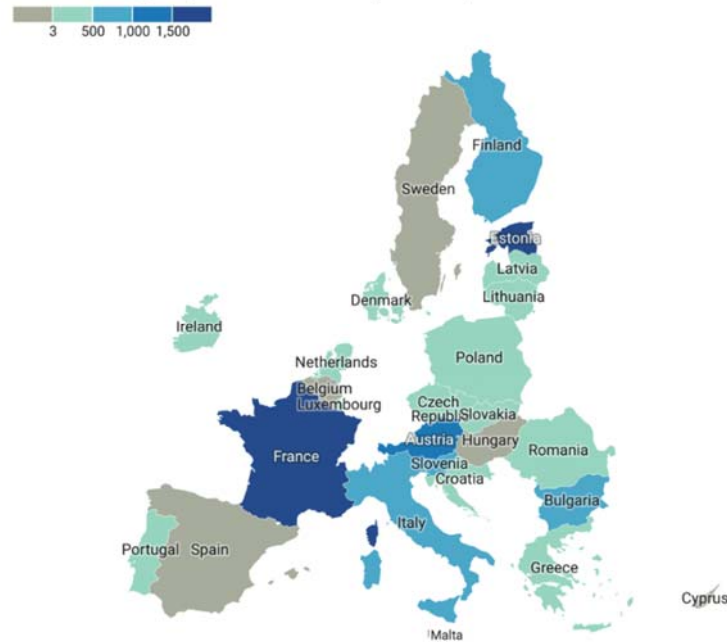 3 500 1,000 1,500
Finland
Sweden
Estonia
Latvia
Lithuania
Denmark
Ireland
Netherlands
Poland
Belgium
Luxembourg
Czech
Republic
Slovakia
Austria
Hungary
France
Slovenia
Romania
Croatia
Bulgaria
Italy
Portugal
Spain
Greece
Cyprus
Malta